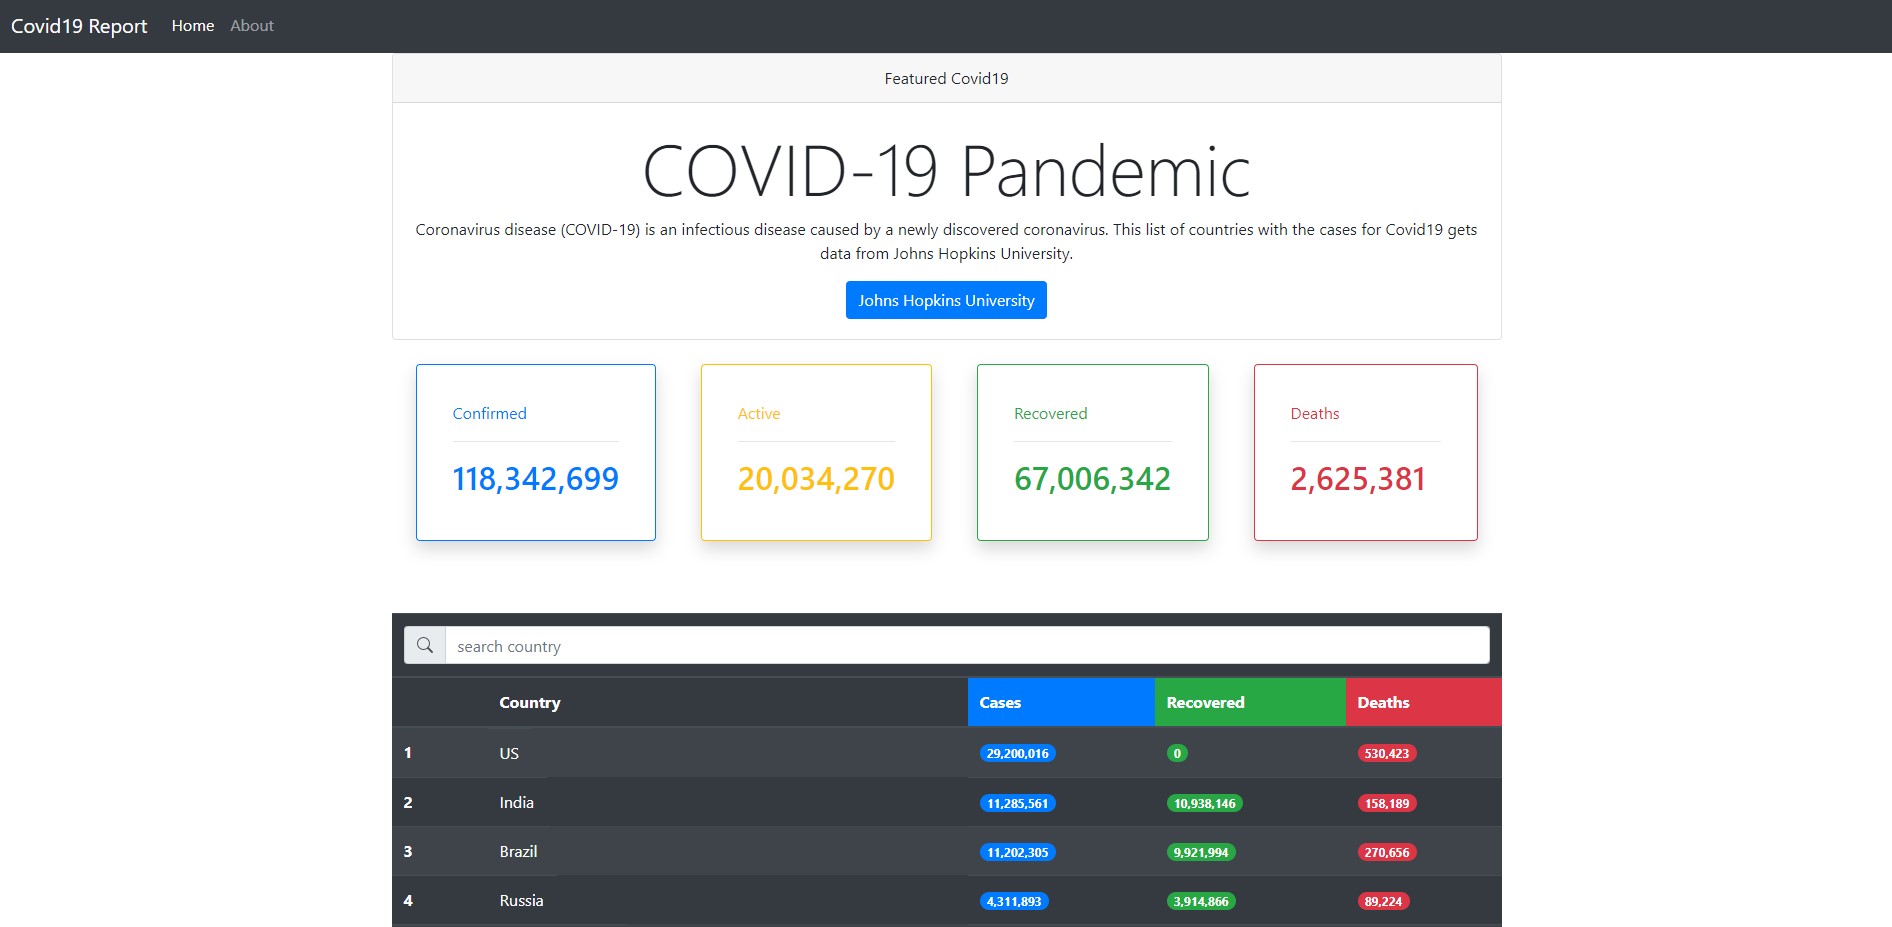 Covid19 Report Home About
Featured Covid19
COVID-19 Pandemic
Coronavirus disease (COVID-19) is an infectious disease caused by a newly discovered coronavirus. This list of countries with the cases for Covid19 gets
data from Johns Hopkins University.
Johns Hopkins University
Confirmed
118,342,699
Active
20,034,270
Recovered
67,006,342
Deaths
2,625,381
search country
Country Cases Recovered Deaths
1 US 29,200,016 0 530,423
2 India 11,285,561 10,938,146 158,189
3 Brazil 11,202,305 9,921,994 270,656
4 Russia 4,311,893 3,914,866 89,224